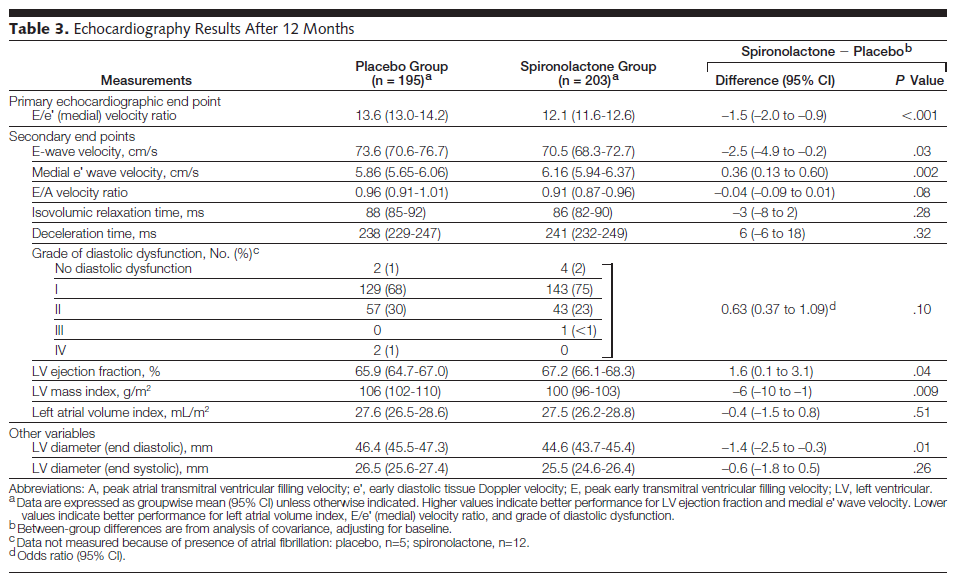 Table 3. Echocardiography Results After 12 Months
Spironolactone − Placebo b
Measurements Placebo Group (n = 195) a Spironolactone Group (n = 203) a Difference (95% CI) P Value
Primary echocardiographic end point
E/e' (medial) velocity ratio 13.6 (13.0-14.2) 12.1 (11.6-12.6) −1.5 (−2.0 to −0.9) <.001
Secondary end points
E-wave velocity, cm/s 73.6 (70.6-76.7) 70.5 (68.3-72.7) −2.5 (−4.9 to −0.2) .03
Medial e' wave velocity, cm/s 5.86 (5.65-6.06) 6.16 (5.94-6.37) 0.36 (0.13 to 0.60) .002
E/A velocity ratio 0.96 (0.91-1.01) 0.91 (0.87-0.96) −0.04 (−0.09 to 0.01) .08
Isovolumic relaxation time, ms 88 (85-92) 86 (82-90) −3 (−8 to 2) .28
Deceleration time, ms 238 (229-247) 241 (232-249) 6 (−6 to 18) .32
Grade of diastolic dysfunction, No. (%) c
No diastolic dysfunction 2 (1) 4 (2)
I 129 (68) 143 (75)
II 57 (30) 43 (23) 0.63 (0.37 to 1.09) d .10
III 0 1 (<1)
IV 2 (1) 0
LV ejection fraction, % 65.9 (64.7-67.0) 67.2 (66.1-68.3) 1.6 (0.1 to 3.1) .04
LV mass index, g/m² 106 (102-110) 100 (96-103) −6 (−10 to −1) .009
Left atrial volume index, mL/m² 27.6 (26.5-28.6) 27.5 (26.2-28.8) −0.4 (−1.5 to 0.8) .51
Other variables
LV diameter (end diastolic), mm 46.4 (45.5-47.3) 44.6 (43.7-45.4) −1.4 (−2.5 to −0.3) .01
LV diameter (end systolic), mm 26.5 (25.6-27.4) 25.5 (24.6-26.4) −0.6 (−1.8 to 0.5) .26
Abbreviations: A, peak atrial transmitral ventricular filling velocity; e', early diastolic tissue Doppler velocity; E, peak early transmitral ventricular filling velocity; LV, left ventricular.
a Data are expressed as groupwise mean (95% CI) unless otherwise indicated. Higher values indicate better performance for LV ejection fraction and medial e' wave velocity. Lower
values indicate better performance for left atrial volume index, E/e' (medial) velocity ratio, and grade of diastolic dysfunction.
b Between-group differences are from analysis of covariance, adjusting for baseline.
c Data not measured because of presence of atrial fibrillation: placebo, n=5; spironolactone, n=12.
d Odds ratio (95% CI).